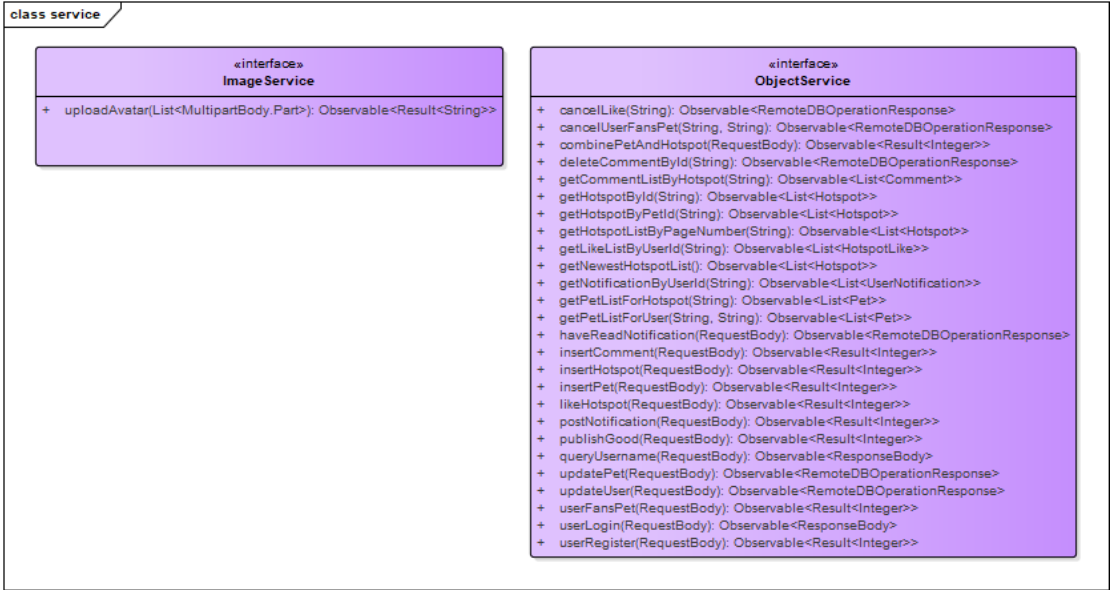 class service
«interface»
ImageService
+ uploadAvatar(List<MultipartBody.Part>): Observable<Result<String>>
«interface»
ObjectService
+ cancelLike(String): Observable<RemoteDBOperationResponse>
+ cancelUserFansPet(String, String): Observable<RemoteDBOperationResponse>
+ combinePetAndHotspot(RequestBody): Observable<Result<Integer>>
+ deleteCommentById(String): Observable<RemoteDBOperationResponse>
+ getCommentListByHotspot(String): Observable<List<Comment>>
+ getHotspotById(String): Observable<List<Hotspot>>
+ getHotspotByPetId(String): Observable<List<Hotspot>>
+ getHotspotListByPageNumber(String): Observable<List<Hotspot>>
+ getLikeListByUserId(String): Observable<List<HotspotLike>>
+ getNewestHotspotList(): Observable<List<Hotspot>>
+ getNotificationByUserId(String): Observable<List<UserNotification>>
+ getPetListForHotspot(String): Observable<List<Pet>>
+ getPetListForUser(String, String): Observable<List<Pet>>
+ haveReadNotification(RequestBody): Observable<RemoteDBOperationResponse>
+ insertComment(RequestBody): Observable<Result<Integer>>
+ insertHotspot(RequestBody): Observable<Result<Integer>>
+ insertPet(RequestBody): Observable<Result<Integer>>
+ likeHotspot(RequestBody): Observable<Result<Integer>>
+ postNotification(RequestBody): Observable<Result<Integer>>
+ publishGood(RequestBody): Observable<Result<Integer>>
+ queryUsername(RequestBody): Observable<ResponseBody>
+ updatePet(RequestBody): Observable<RemoteDBOperationResponse>
+ updateUser(RequestBody): Observable<RemoteDBOperationResponse>
+ userFansPet(RequestBody): Observable<Result<Integer>>
+ userLogin(RequestBody): Observable<ResponseBody>
+ userRegister(RequestBody): Observable<Result<Integer>>